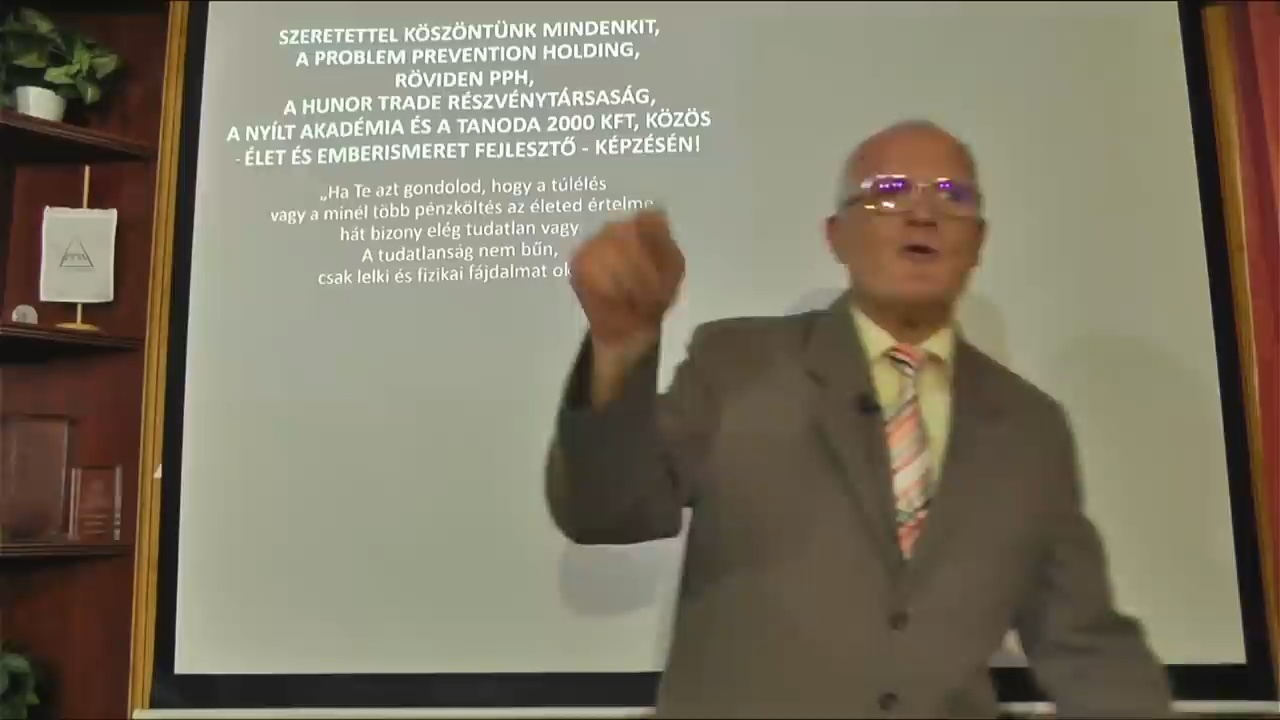 SZERETETTEL KÖSZÖNTÜNK MINDENKIT,
A PROBLEM PREVENTION HOLDING,
RÖVIDEN PPH,
A HUNOR TRADE RÉSZVÉNYTÁRSASÁG,
A NYÍLT AKADÉMIA ÉS A TANODA 2000 KFT, KÖZÖS
- ÉLET ÉS EMBERISMERET FEJLESZTŐ - KÉPZÉSÉN!
„Ha Te azt gondolod, hogy a túlélés
vagy a minél több pénzköltés az életed
hát bizony elég tudatlan vagy
A tudatlanság nem bűn,
csak lelki és fizikai fájdalmat